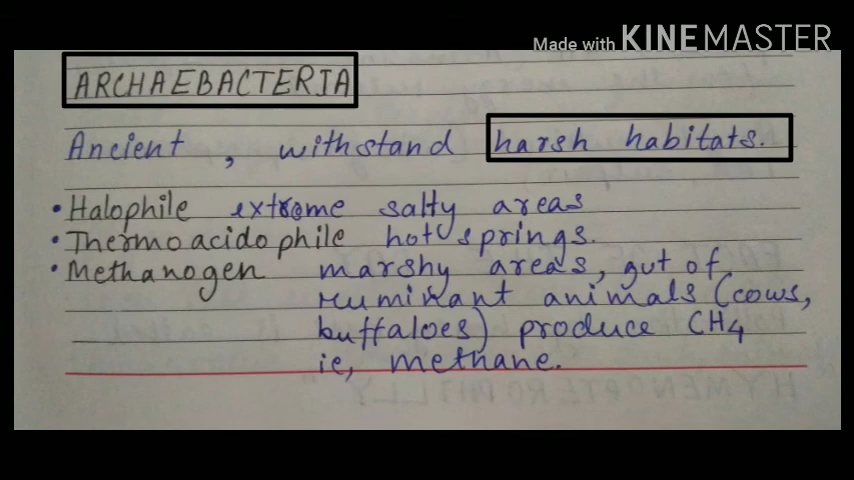 Made with KINEMASTER
ARCHAEBACTERIA
Ancient , withstand harsh habitats.
• Halophile extreme salty areas
• Thermoacidophile hot springs.
• Methanogen marshy areas, gut of
ruminant animals (cows,
buffaloes) produce CH4
ie, methane.